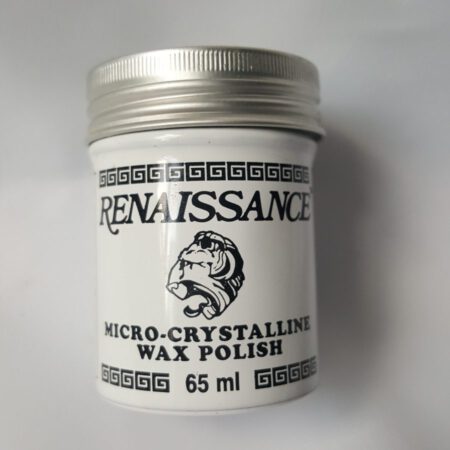 RENAISSANCE
MICRO-CRYSTALLINE
WAX POLISH
65 ml